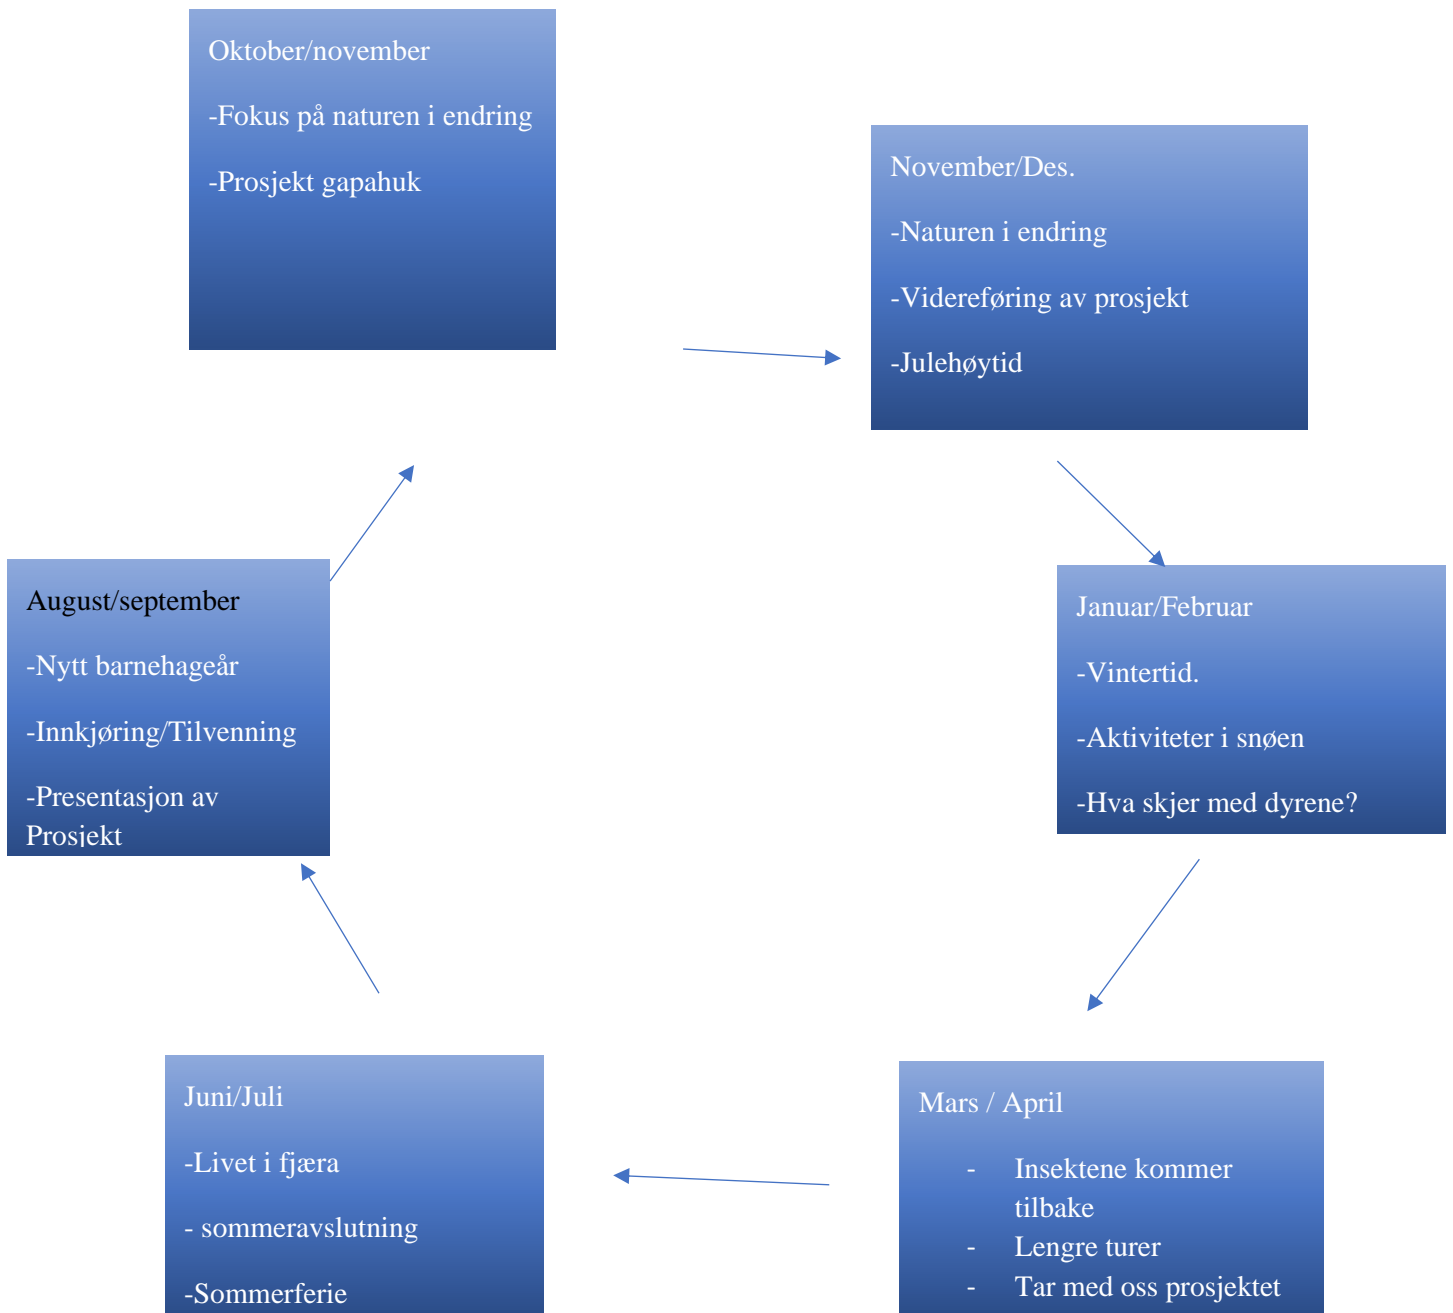 Oktober/november
-Fokus på naturen i endring
-Prosjekt gapahuk
November/Des.
-Naturen i endring
-Videreføring av prosjekt
-Julehøytid
August/september
-Nytt barnehageår
-Innkjøring/Tilvenning
-Presentasjon av
Prosjekt
Januar/Februar
-Vintertid.
-Aktiviteter i snøen
-Hva skjer med dyrene?
Juni/Juli
-Livet i fjæra
- sommeravslutning
-Sommerferie
Mars / April
- Insektene kommer
tilbake
- Lengre turer
- Tar med oss prosjektet